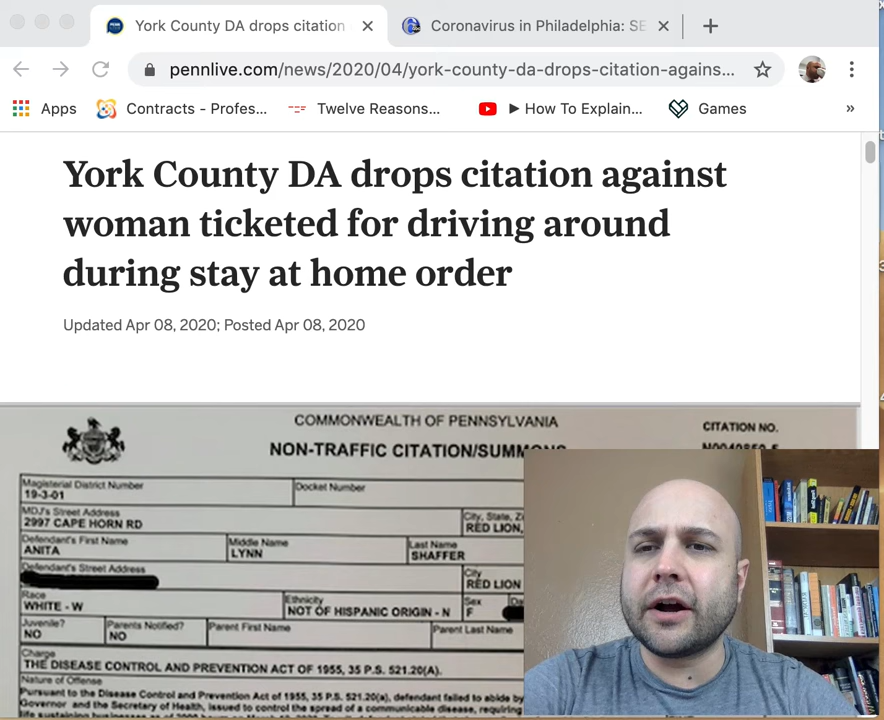 York County DA drops citation
Coronavirus in Philadelphia: SE
pennlive.com/news/2020/04/york-county-da-drops-citation-agains...
Apps
Contracts - Profes...
Twelve Reasons...
▶ How To Explain...
Games
»
York County DA drops citation against
woman ticketed for driving around
during stay at home order
Updated Apr 08, 2020; Posted Apr 08, 2020
COMMONWEALTH OF PENNSYLVANIA
CITATION NO.
NON-TRAFFIC CITATION/SUMMONS
Magisterial District Number
Docket Number
19-3-01
MDJ's Street Address
City, State, Z
2997 CAPE HORN RD
RED LION,
Defendant's First Name
Middle Name
Last Name
ANITA
LYNN
SHAFFER
Defendant's Street Address
City
RED LION
Race
Ethnicity
Sex
WHITE - W
NOT OF HISPANIC ORIGIN - N
F
Juvenile?
Parents Notified?
Parent First Name
Parent Last Name
NO
NO
Charge
THE DISEASE CONTROL AND PREVENTION ACT OF 1955, 35 P.S. 521.20(A).
Nature of Offense
Pursuant to the Disease Control and Prevention Act of 1955, 35 P.S. 521.20(a), defendant failed to abide by
Governor and the Secretary of Health, issued to control the spread of a communicable disease, requiring